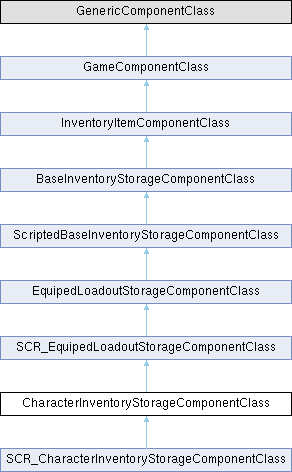 GenericComponentClass
GameComponentClass
InventoryItemComponentClass
BaseInventoryStorageComponentClass
ScriptedBaseInventoryStorageComponentClass
EquipedLoadoutStorageComponentClass
SCR_EquipedLoadoutStorageComponentClass
CharacterInventoryStorageComponentClass
SCR_CharacterInventoryStorageComponentClass